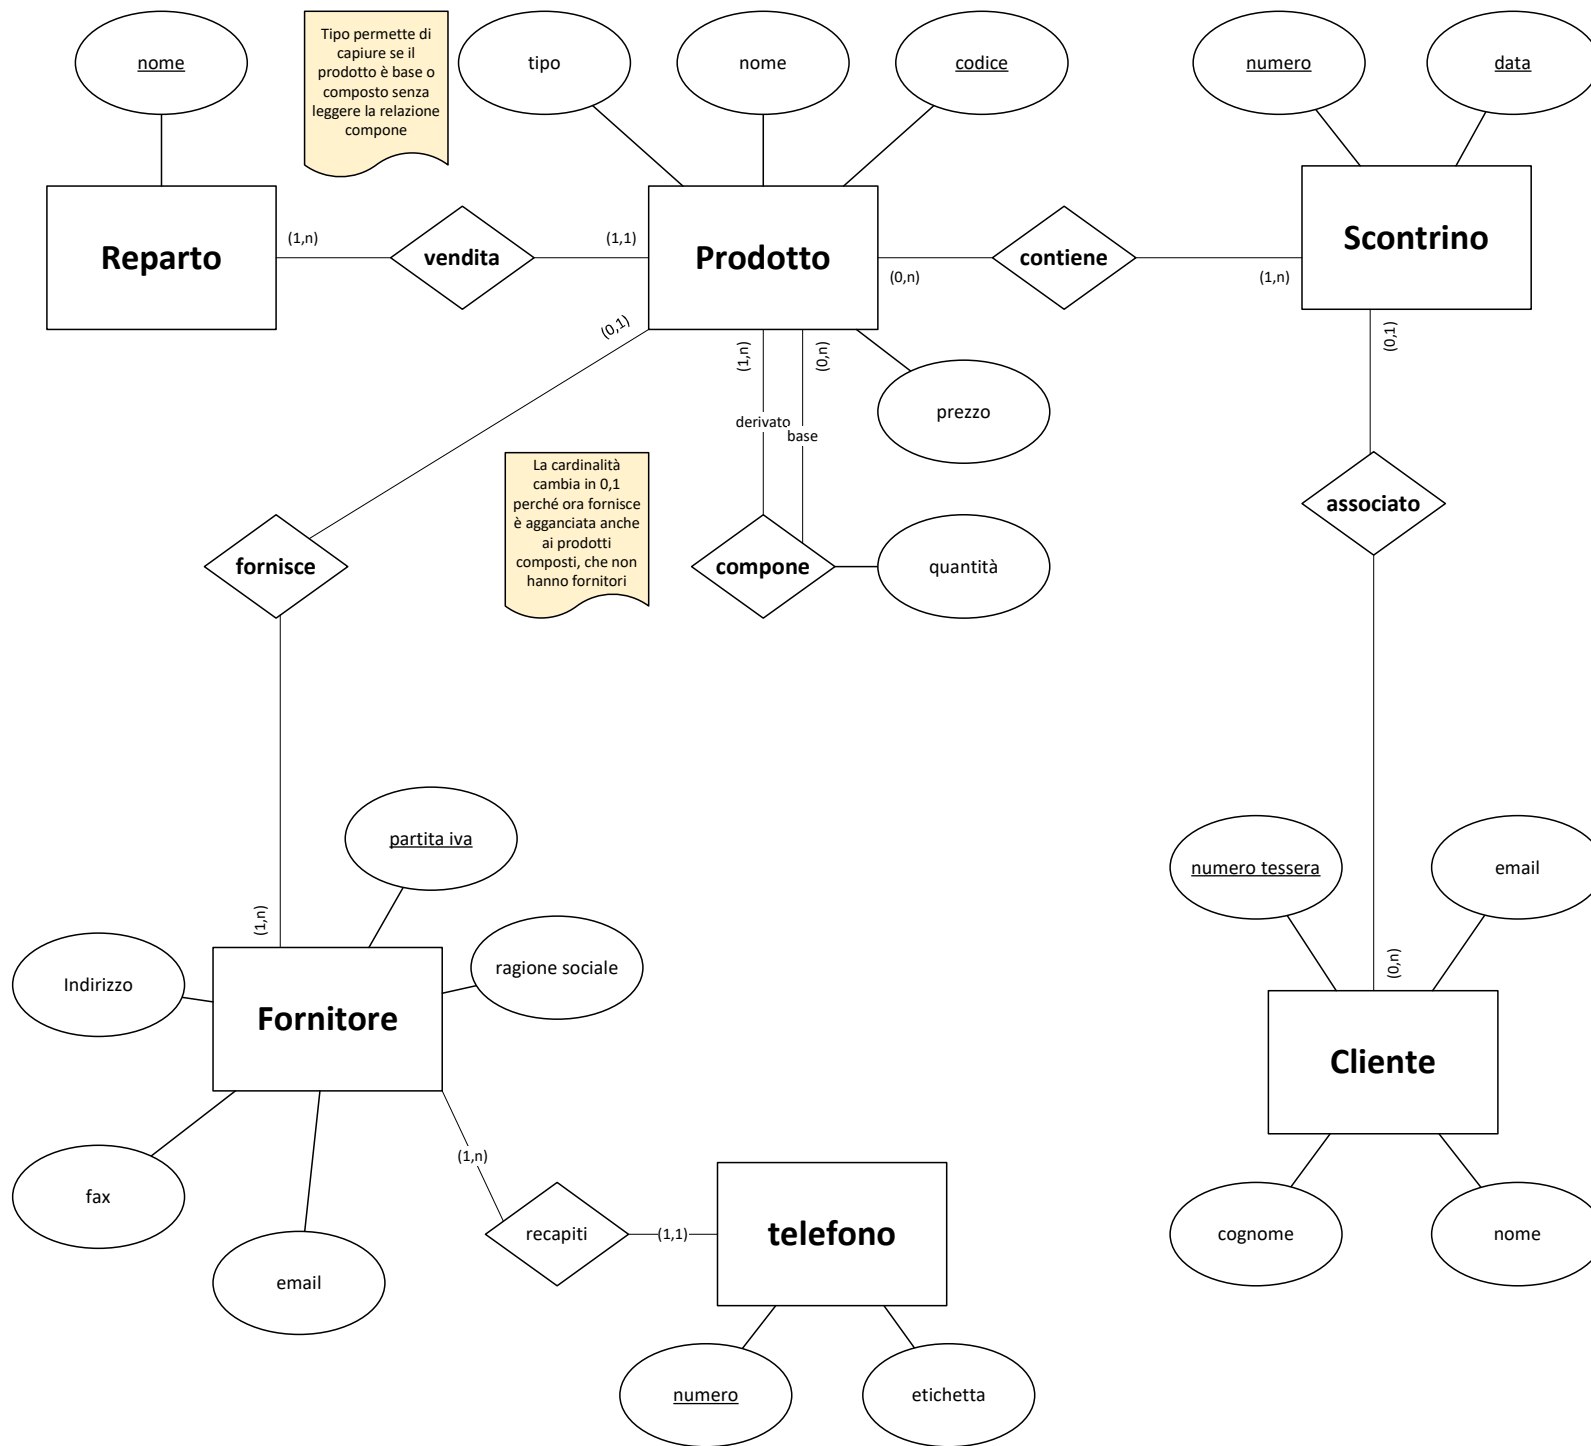 nome
Tipo permette di
capiure se il
prodotto è base o
composto senza
leggere la relazione
compone
tipo
nome
codice
numero
data
Reparto
(1,n)
vendita
(1,1)
Prodotto
(0,n)
contiene
(1,n)
Scontrino
(0,1)
(1,n)
(0,n)
(0,1)
prezzo
derivato
base
La cardinalità
cambia in 0,1
perché ora fornisce
è agganciata anche
ai prodotti
composti, che non
hanno fornitori
associato
fornisce
compone
quantità
partita iva
numero tessera
email
(1,n)
ragione sociale
(0,n)
Indirizzo
Fornitore
Cliente
(1,n)
fax
recapiti
(1,1)
telefono
cognome
nome
email
numero
etichetta